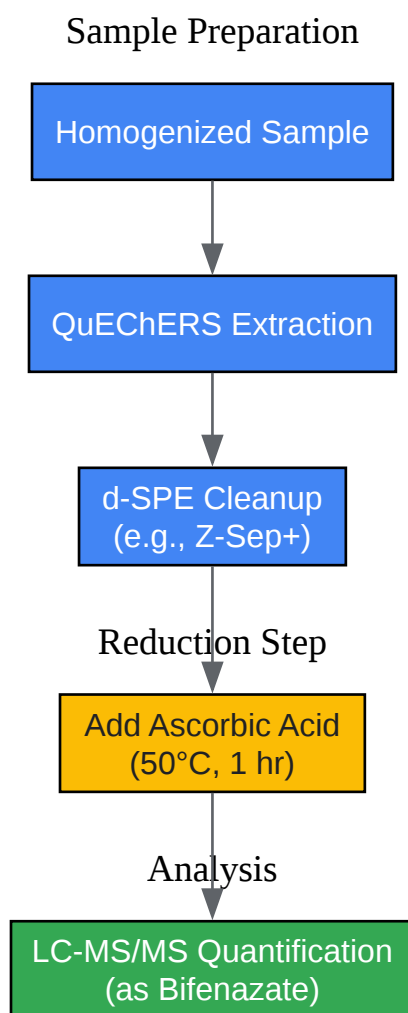 Sample Preparation
Homogenized Sample
QuEChERS Extraction
d-SPE Cleanup
(e.g., Z-Sep+)
Reduction Step
Add Ascorbic Acid
(50°C, 1 hr)
Analysis
LC-MS/MS Quantification
(as Bifenazate)